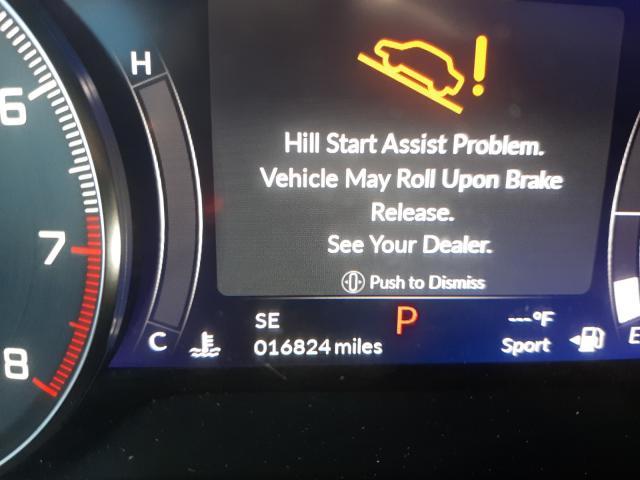 H
6
7
8
C
Hill Start Assist Problem.
Vehicle May Roll Upon Brake
Release.
See Your Dealer.
Push to Dismiss
SE
P
---°F
016824 miles
Sport
E